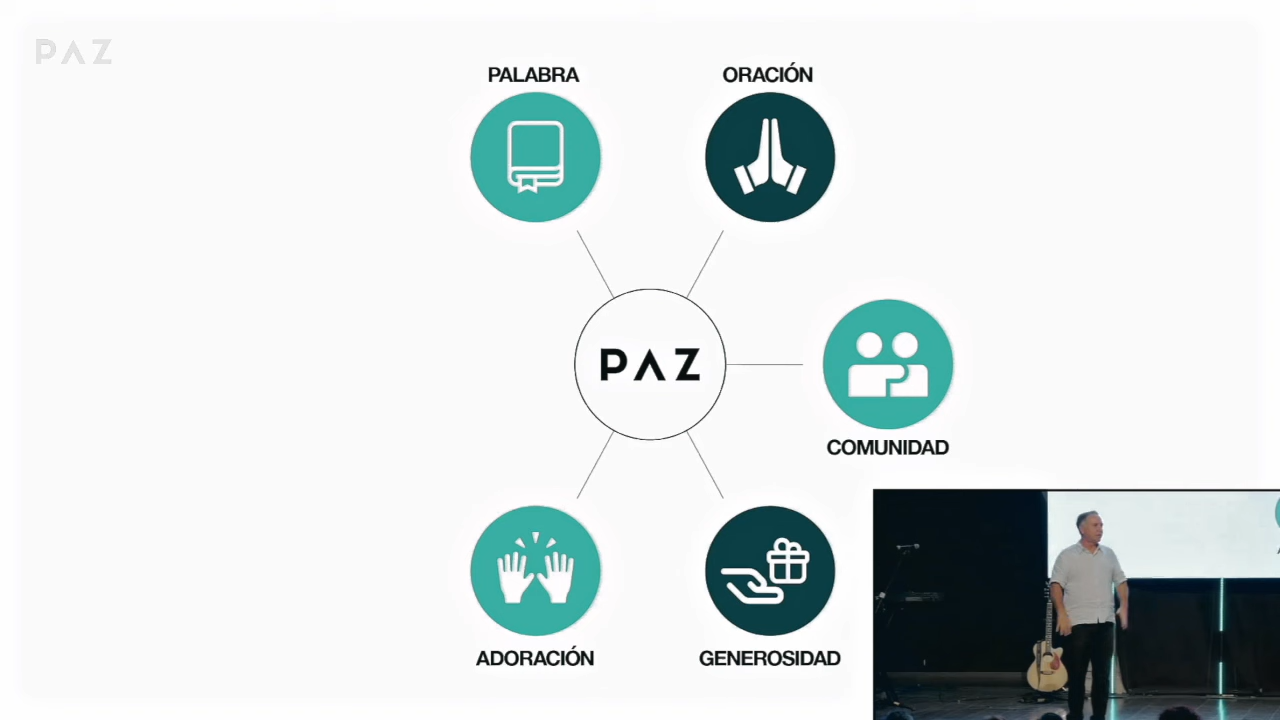 PAZ
PALABRA
ORACIÓN
PAZ
COMUNIDAD
ADORACIÓN
GENEROSIDAD